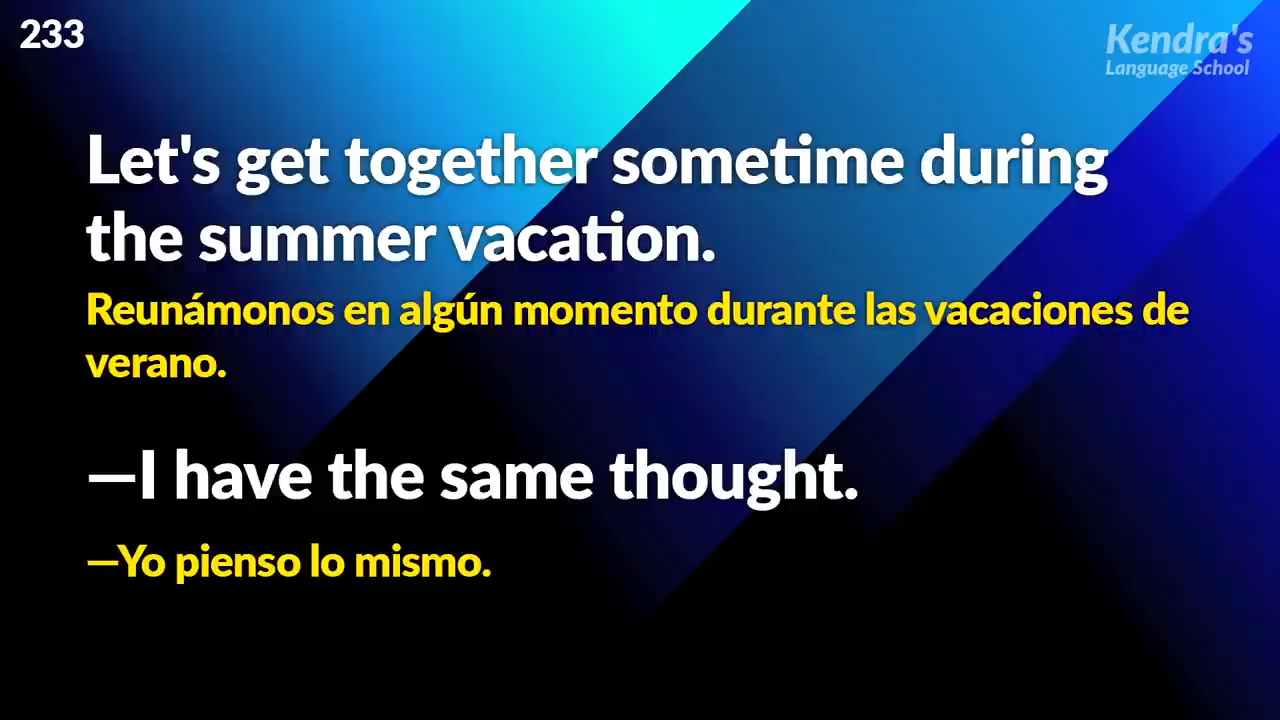 233
Kendra's
Language School
Let's get together sometime during
the summer vacation.
Reunámonos en algún momento durante las vacaciones de
verano.
—I have the same thought.
—Yo pienso lo mismo.